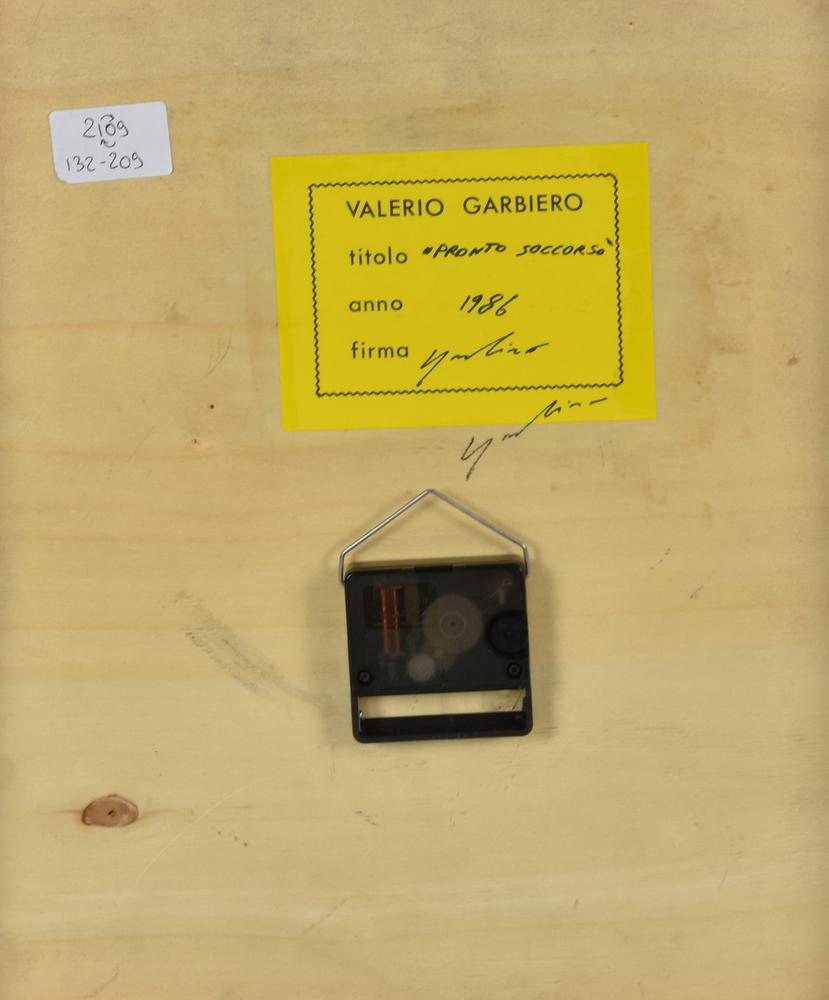 2109
132-209
VALERIO GARBIERO
titolo "PRONTO SOCCORSO"
anno 1986
firma